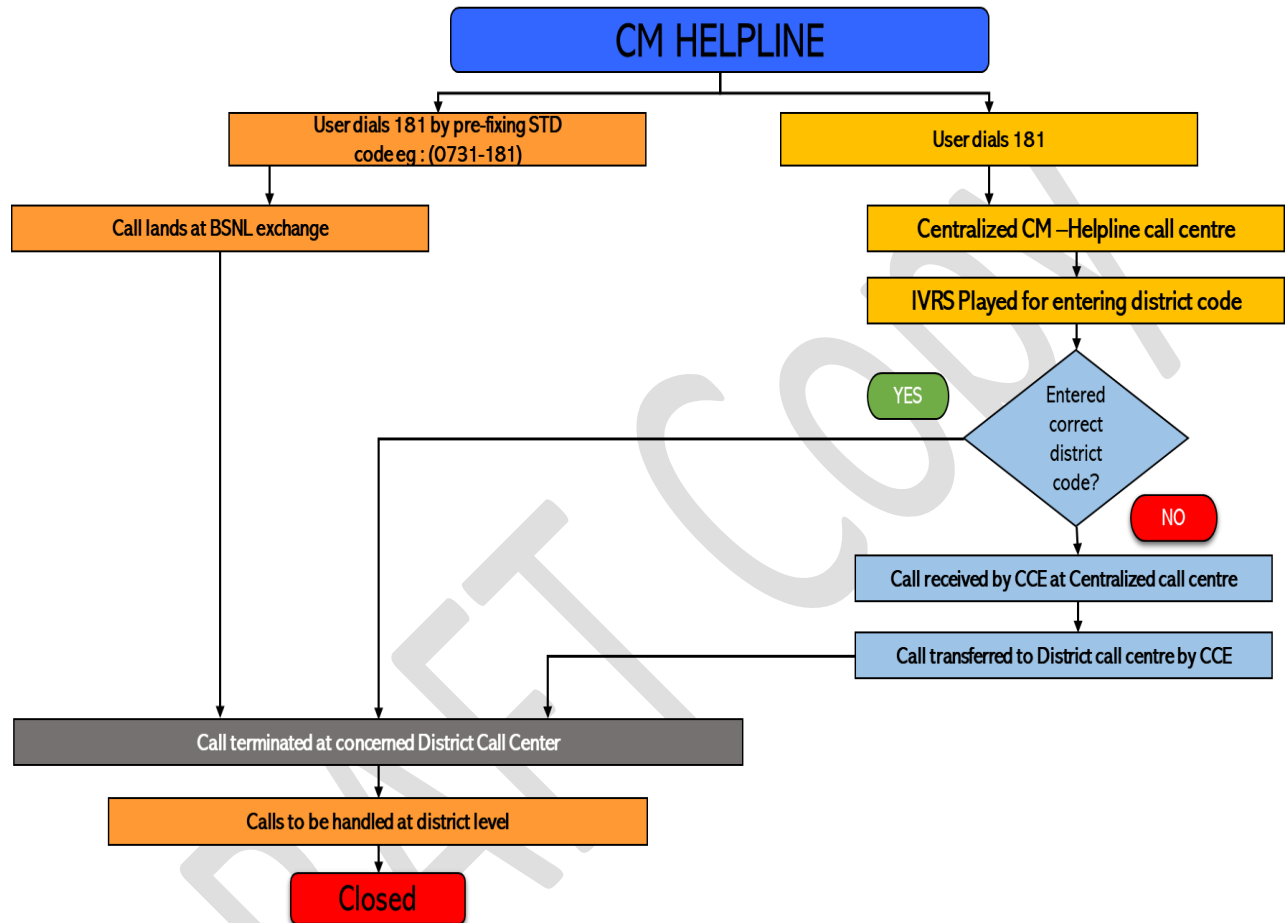 CM HELPLINE
User dials 181 by pre-fixing STD
code eg : (0731-181)
User dials 181
Call lands at BSNL exchange
Centralized CM –Helpline call centre
IVRS Played for entering district code
YES
Entered
correct
district
code?
NO
Call received by CCE at Centralized call centre
Call transferred to District call centre by CCE
Call terminated at concerned District Call Center
Calls to be handled at district level
Closed
RAFT Copy